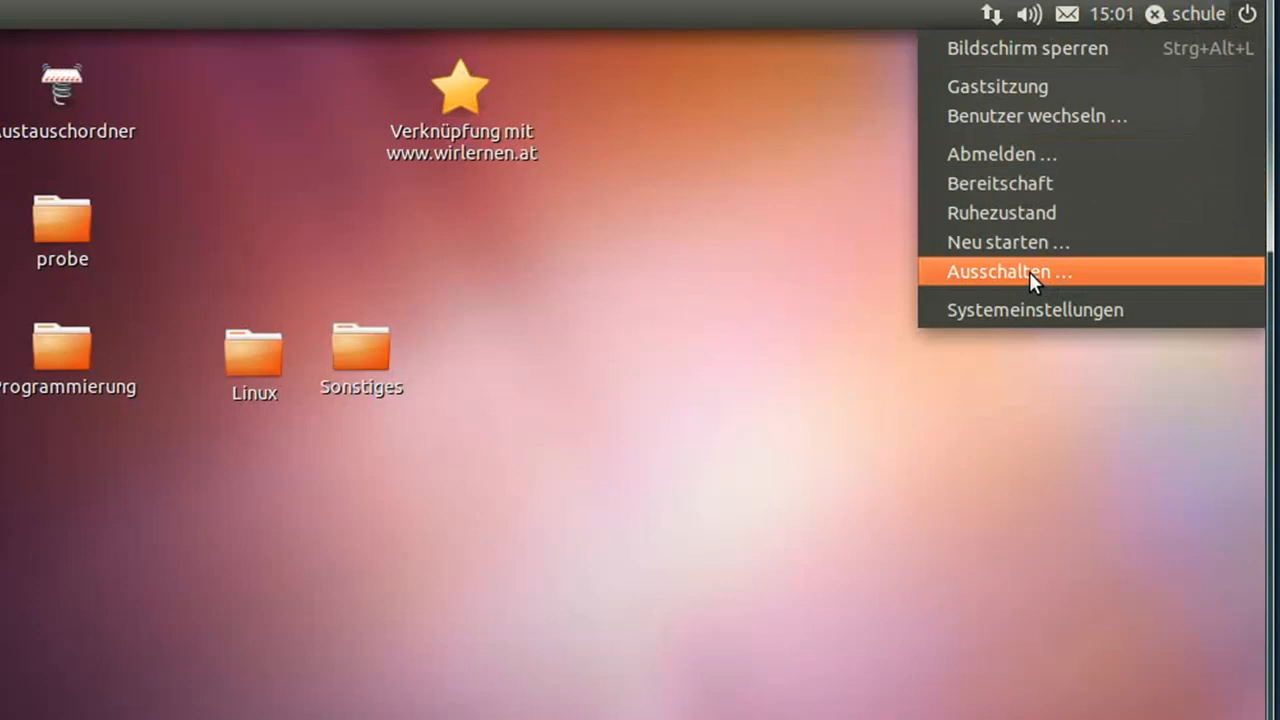 15:01 schule
Bildschirm sperren Strg+Alt+L
Gastsitzung
Benutzer wechseln …
Abmelden …
Bereitschaft
Ruhezustand
Neu starten …
Ausschalten …
Systemeinstellungen
ustauschordner
Verknüpfung mit
www.wirlernen.at
probe
Programmierung
Linux
Sonstiges